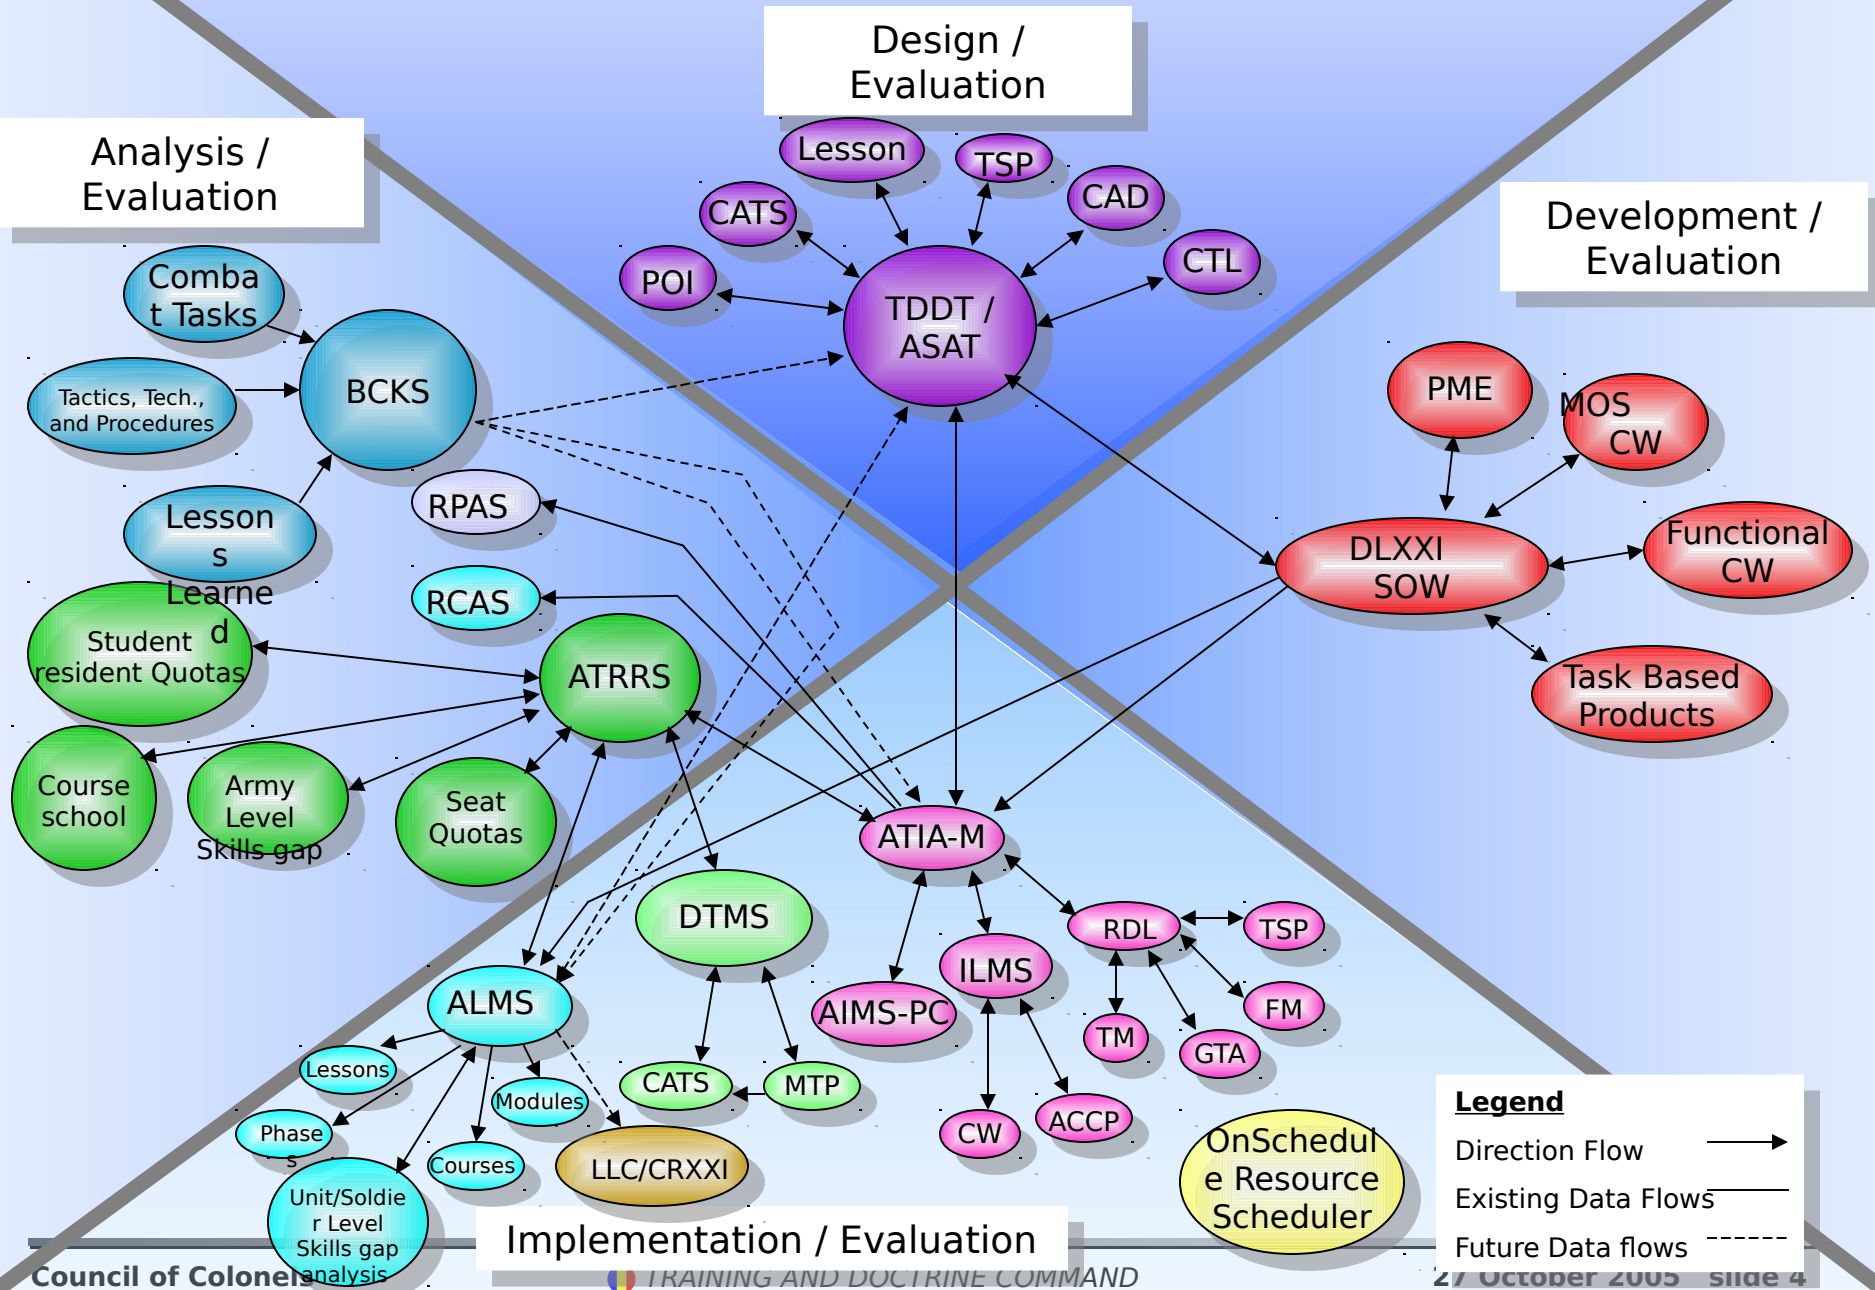 Design /
Evaluation
Analysis /
Evaluation
Development /
Evaluation
Lesson
TSP
CATS
CAD
POI
CTL
TDDT /
ASAT
Comba
t Tasks
Tactics, Tech.,
and Procedures
BCKS
Lesson
s
Learne
d
RPAS
RCAS
Student
resident Quotas
ATRRS
Course
school
Army
Level
Skills gap
Seat
Quotas
PME
MOS
CW
Functional
CW
DLXXI
SOW
Task Based
Products
ATIA-M
DTMS
RDL
TSP
ILMS
FM
AIMS-PC
TM
GTA
ALMS
CATS
MTP
CW
ACCP
Lessons
Modules
Phase
s
Courses
LLC/CRXXI
Unit/Soldie
r Level
Skills gap
analysis
OnSchedul
e Resource
Scheduler
Legend
Direction Flow
Existing Data Flows
Future Data flows
Implementation / Evaluation
Council of Colonels
TRAINING AND DOCTRINE COMMAND
27 October 2005 slide 4